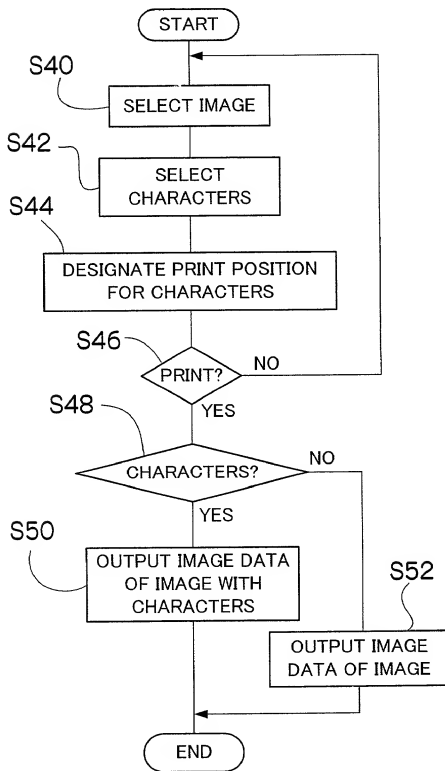 START
S40
SELECT IMAGE
S42
SELECT
CHARACTERS
S44
DESIGNATE PRINT POSITION
FOR CHARACTERS
S46
PRINT?
NO
YES
S48
CHARACTERS?
NO
YES
S50
OUTPUT IMAGE DATA
OF IMAGE WITH
CHARACTERS
S52
OUTPUT IMAGE
DATA OF IMAGE
END